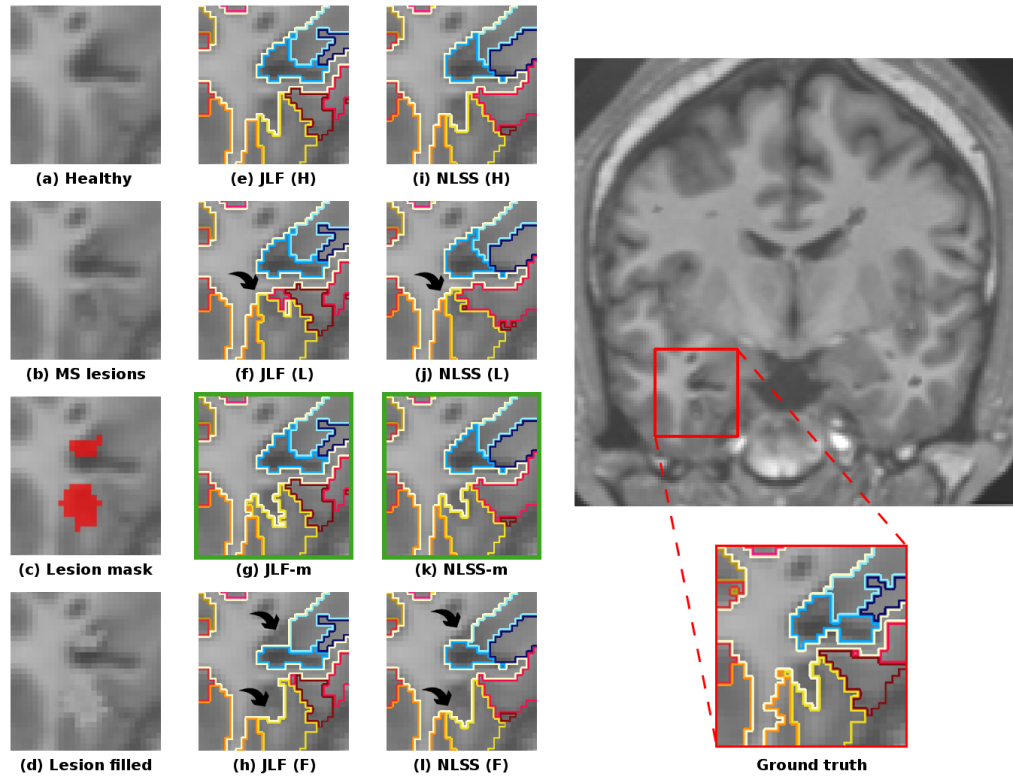 (a) Healthy
(e) JLF (H)
(i) NLSS (H)
(b) MS lesions
(f) JLF (L)
(j) NLSS (L)
(c) Lesion mask
(g) JLF-m
(k) NLSS-m
(d) Lesion filled
(h) JLF (F)
(l) NLSS (F)
Ground truth